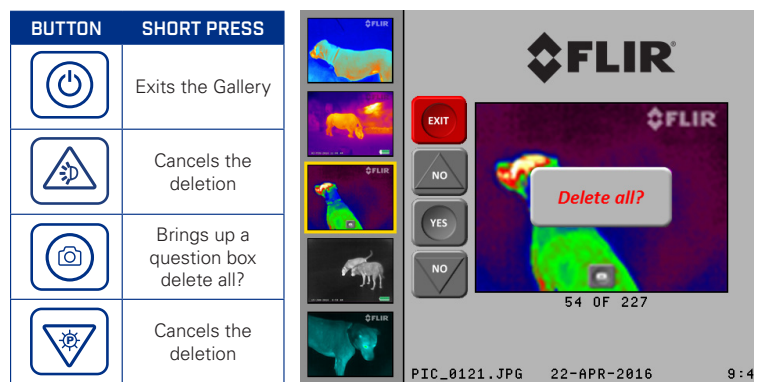 BUTTON SHORT PRESS
Exits the Gallery
Cancels the
deletion
Brings up a
question box
delete all?
P
Cancels the
deletion
FLIR
FLIR
FLIR
FLIR
EXIT
NO
YES
NO
FLIR
Delete all?
54 OF 227
PIC_0121.JPG 22-APR-2016 9:4